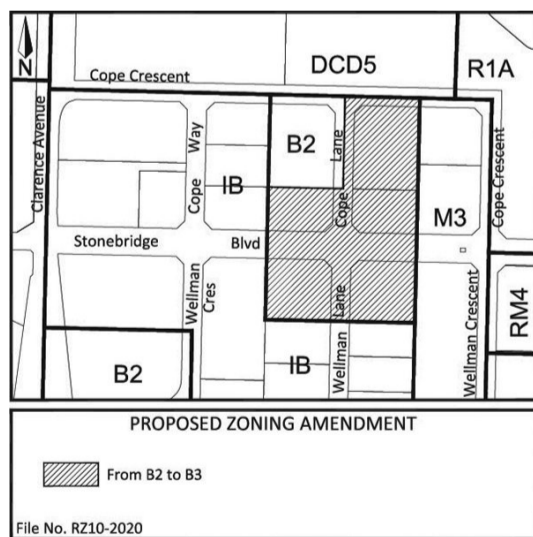 N
Cope Crescent
DCD5
R1A
Clarence Avenue
Cope Way
B2
Cope Lane
IB
M3
Cope Crescent
Stonebridge Blvd
Wellman Cres
Wellman Lane
Wellman Crescent
RM4
B2
IB
PROPOSED ZONING AMENDMENT
From B2 to B3
File No. RZ10-2020